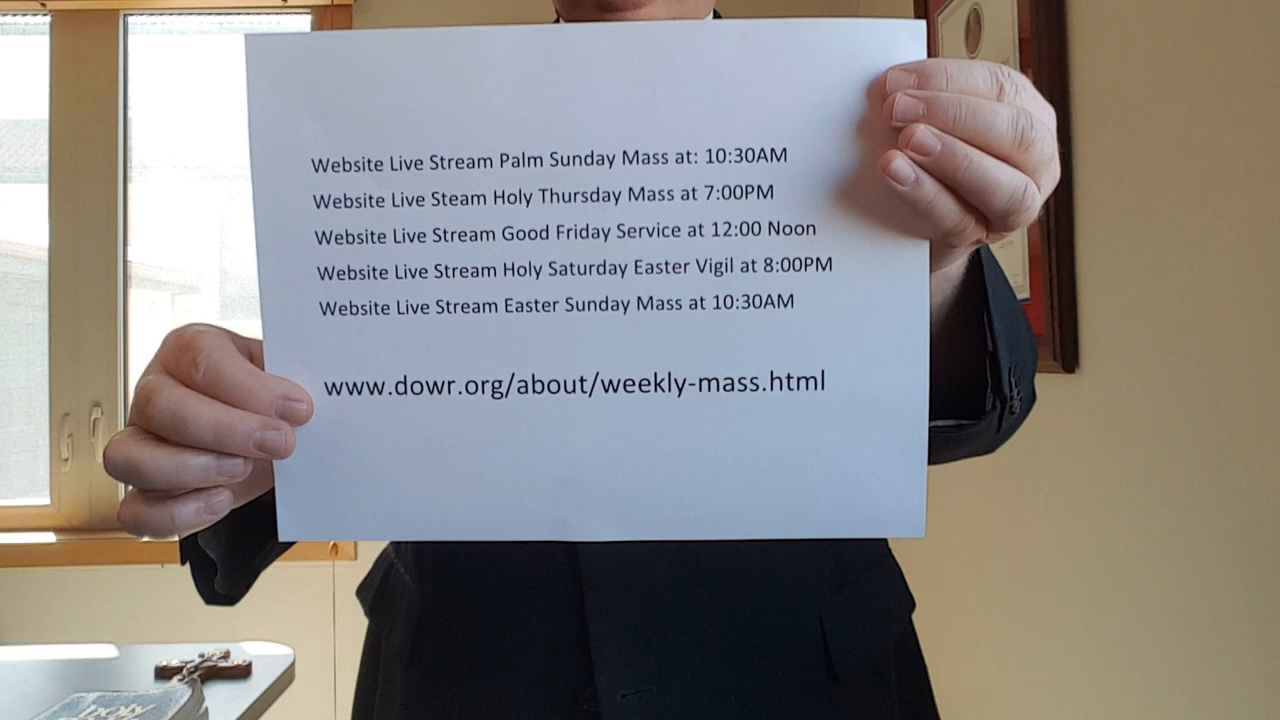 Website Live Stream Palm Sunday Mass at: 10:30AM
Website Live Steam Holy Thursday Mass at 7:00PM
Website Live Stream Good Friday Service at 12:00 Noon
Website Live Stream Holy Saturday Easter Vigil at 8:00PM
Website Live Stream Easter Sunday Mass at 10:30AM
www.dowr.org/about/weekly-mass.html
HOLY